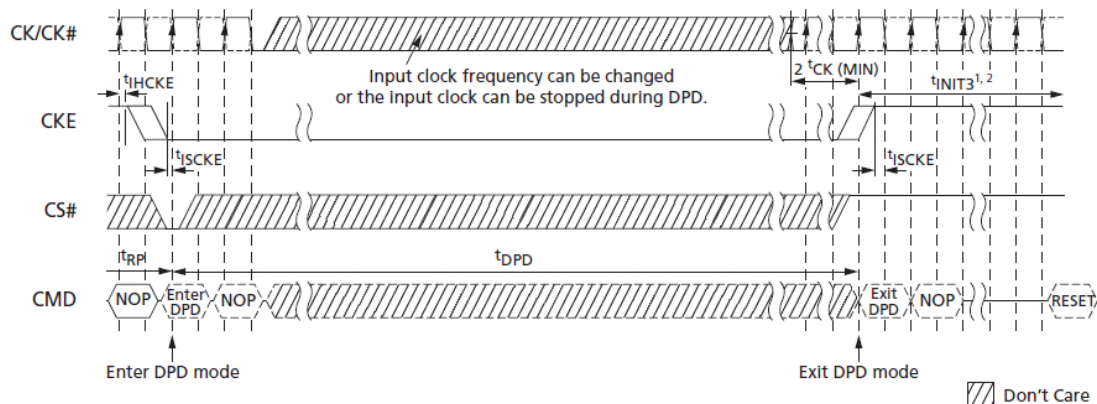 CK/CK#
Input clock frequency can be changed
or the input clock can be stopped during DPD.
2 tCK (MIN)
tINIT31, 2
tIHCKE
CKE
tISCKE
tISCKE
CS#
tRP
tDPD
CMD
NOP
Enter
DPD
NOP
Exit
DPD
NOP
RESET
Enter DPD mode
Exit DPD mode
Don't Care